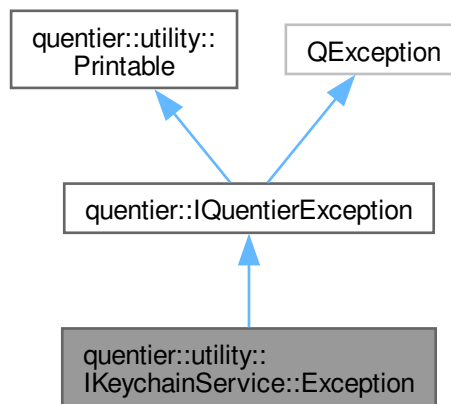 quentier::utility::
Printable
QException
quentier::IQuentierException
quentier::utility::
IKeychainService::Exception